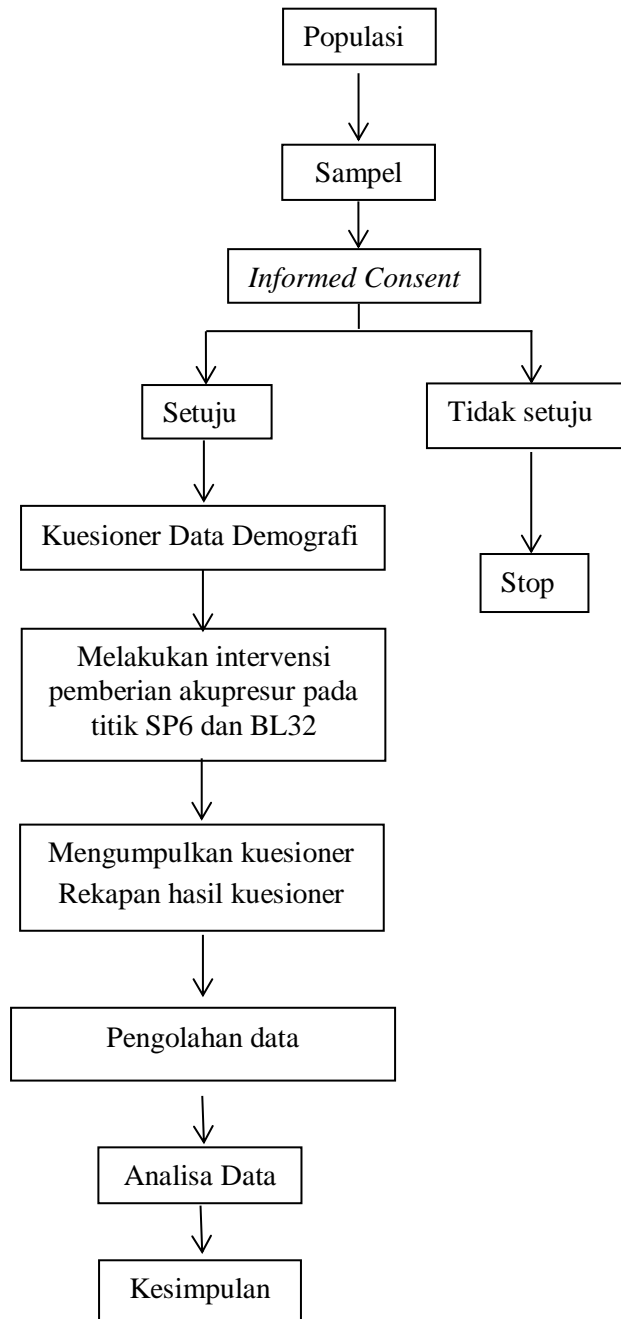 Populasi
Sampel
Informed Consent
Setuju
Tidak setuju
Kuesioner Data Demografi
Stop
Melakukan intervensi
pemberian akupresur pada
titik SP6 dan BL32
Mengumpulkan kuesioner
Rekapan hasil kuesioner
Pengolahan data
Analisa Data
Kesimpulan